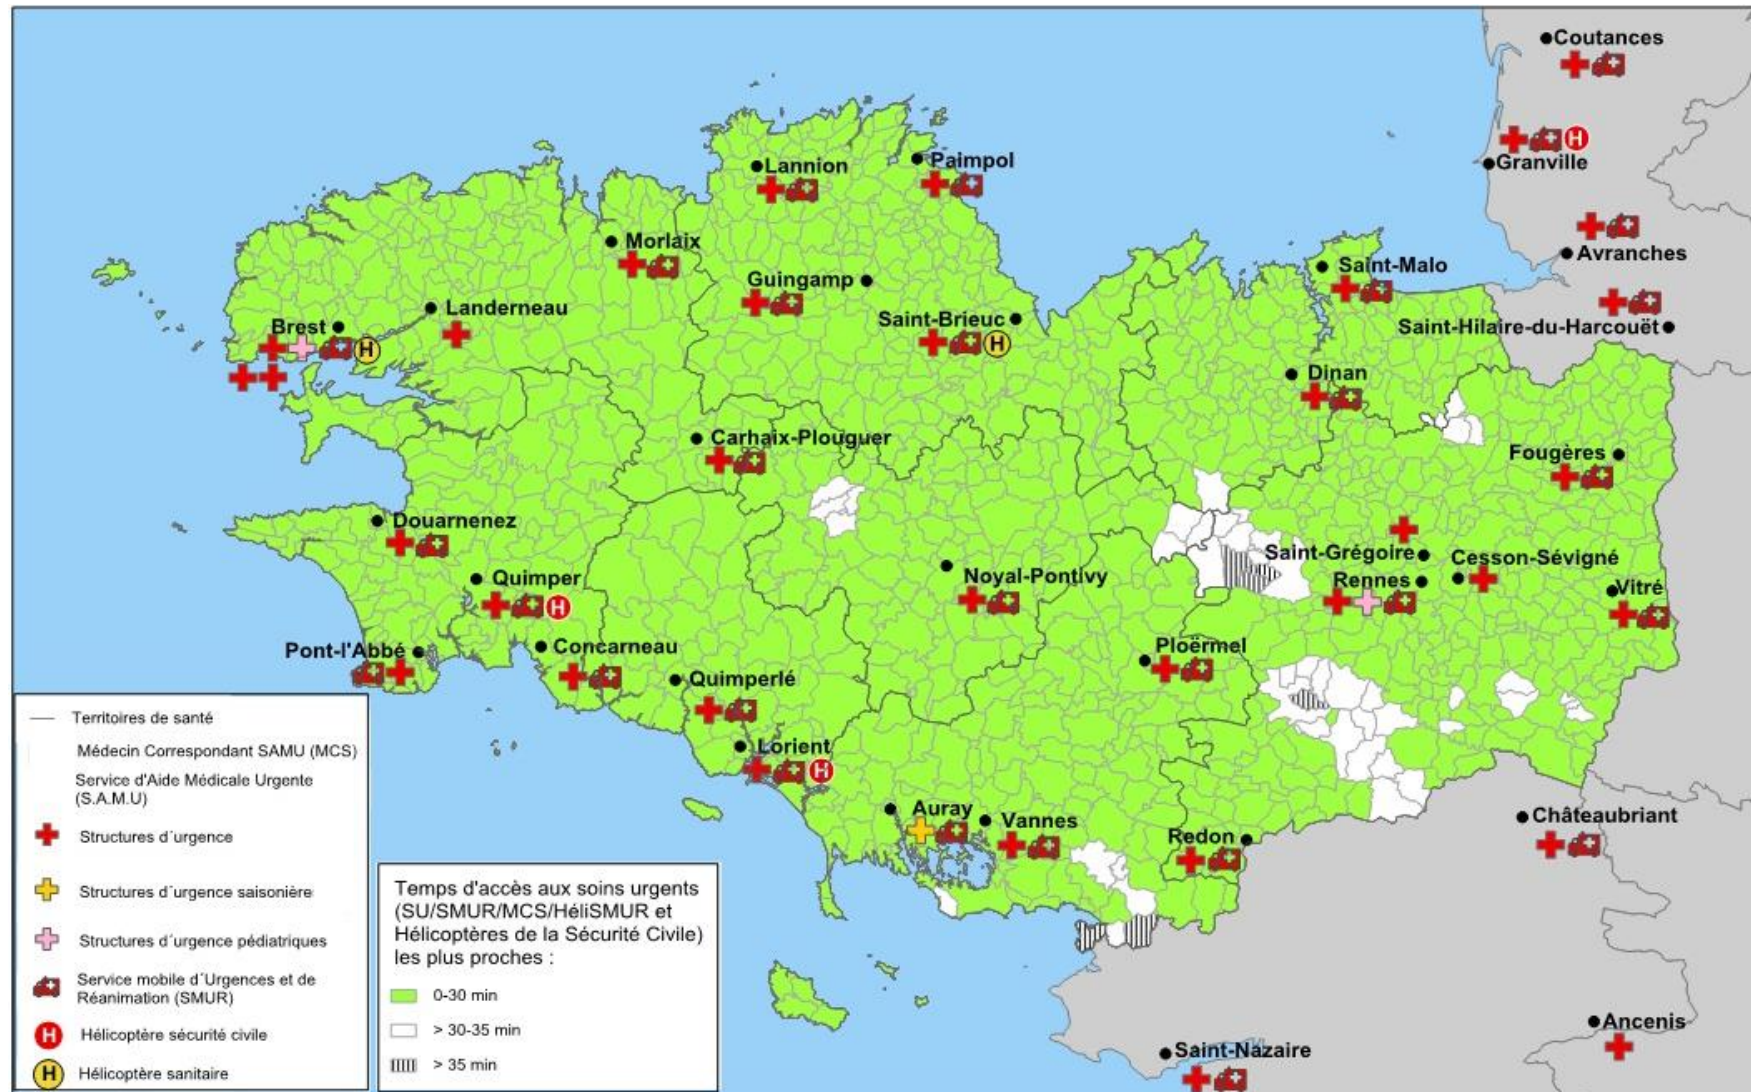 Coutances
Granville
Lannion
Paimpol
Morlaix
Avranches
Saint-Malo
Guingamp
Landerneau
Saint-Brieuc
Brest
Saint-Hilaire-du-Harcouët
H
H
H
Dinan
Carhaix-Plouguer
Fougères
Douarnenez
Saint-Grégoire
Cesson-Sévigné
Quimper
Noyal-Pontivy
Rennes
Vitré
H
Pont-l'Abbé
Concarneau
Ploërmel
Quimperlé
Lorient
H
Auray
Vannes
Redon
Châteaubriant
Ancenis
Saint-Nazaire
Territoires de santé
Médecin Correspondant SAMU (MCS)
Service d'Aide Médicale Urgente
(S.A.M.U)
Structures d´urgence
Structures d´urgence saisonière
Structures d´urgence pédiatriques
Service mobile d´Urgences et de
Réanimation (SMUR)
H Hélicoptère sécurité civile
H Hélicoptère sanitaire
Temps d'accès aux soins urgents
(SU/SMUR/MCS/HéliSMUR et
Hélicoptères de la Sécurité Civile)
les plus proches :
0-30 min
> 30-35 min
> 35 min